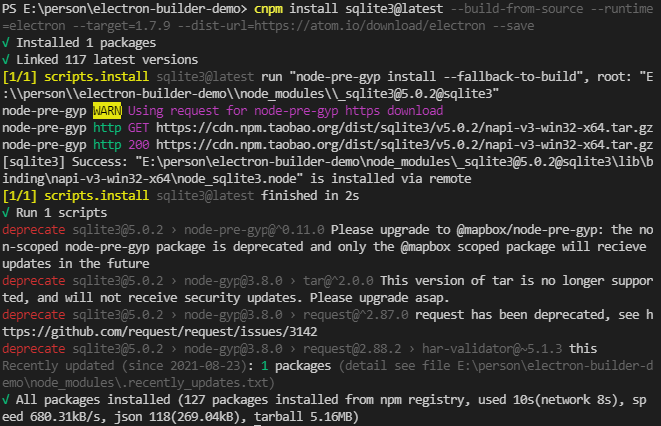 PS E:\person\electron-builder-demo> cnpm install sqlite3@latest --build-from-source --runtime
=electron --target=1.7.9 --dist-url=https://atom.io/download/electron --save
√ Installed 1 packages
√ Linked 117 latest versions
[1/1] scripts.install sqlite3@latest run "node-pre-gyp install --fallback-to-build", root: "E
:\\person\\electron-builder-demo\\node_modules\\_sqlite3@5.0.2@sqlite3"
node-pre-gyp WARN Using request for node-pre-gyp https download
node-pre-gyp http GET https://cdn.npm.taobao.org/dist/sqlite3/v5.0.2/napi-v3-win32-x64.tar.gz
node-pre-gyp http 200 https://cdn.npm.taobao.org/dist/sqlite3/v5.0.2/napi-v3-win32-x64.tar.gz
[sqlite3] Success: "E:\person\electron-builder-demo\node_modules\_sqlite3@5.0.2@sqlite3\lib\b
inding\napi-v3-win32-x64\node_sqlite3.node" is installed via remote
[1/1] scripts.install sqlite3@latest finished in 2s
√ Run 1 scripts
deprecate sqlite3@5.0.2 › node-pre-gyp@^0.11.0 Please upgrade to @mapbox/node-pre-gyp: the no
n-scoped node-pre-gyp package is deprecated and only the @mapbox scoped package will recieve
updates in the future
deprecate sqlite3@5.0.2 › node-gyp@3.8.0 › tar@^2.0.0 This version of tar is no longer suppor
ted, and will not receive security updates. Please upgrade asap.
deprecate sqlite3@5.0.2 › node-gyp@3.8.0 › request@^2.87.0 request has been deprecated, see h
ttps://github.com/request/request/issues/3142
deprecate sqlite3@5.0.2 › node-gyp@3.8.0 › request@2.88.2 › har-validator@~5.1.3 this
Recently updated (since 2021-08-23): 1 packages (detail see file E:\person\electron-builder-d
emo\node_modules\.recently_updates.txt)
√ All packages installed (127 packages installed from npm registry, used 10s(network 8s), sp
eed 680.31kB/s, json 118(269.04kB), tarball 5.16MB)